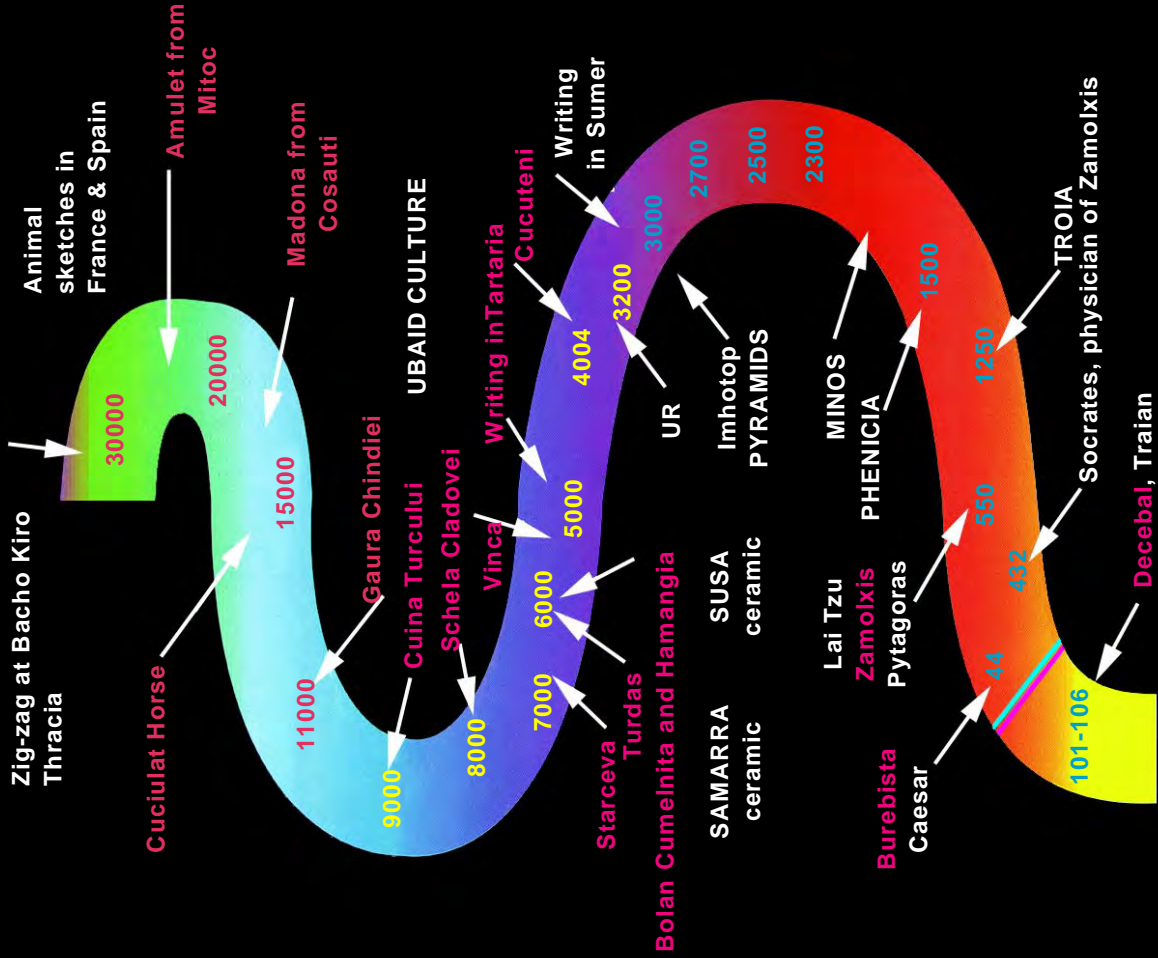 Zig-zag at Bacho Kiro
Thracia
Animal
sketches in
France & Spain
30000
Amulet from
Mitoc
20000
Madona from
Cosauti
Cuciulat Horse
15000
11000
Gaura Chindiei
9000
Cuina Turcului
8000
Schela Cladovei
UBAID CULTURE
Vinca
Writing inTartaria
Cucuteni
Writing
in Sumer
7000
6000
5000
4004
3200
3000
2700
2500
2300
Starceva
Turdas
Bolan Cumelnita and Hamangia
UR
SAMARRA
ceramic
SUSA
ceramic
Imhotop
PYRAMIDS
MINOS
PHENICIA
1500
TROIA
1250
Lai Tzu
Zamolxis
Pytagoras
550
Socrates, physician of Zamolxis
432
Burebista
Caesar
44
101-106
Decebal, Traian